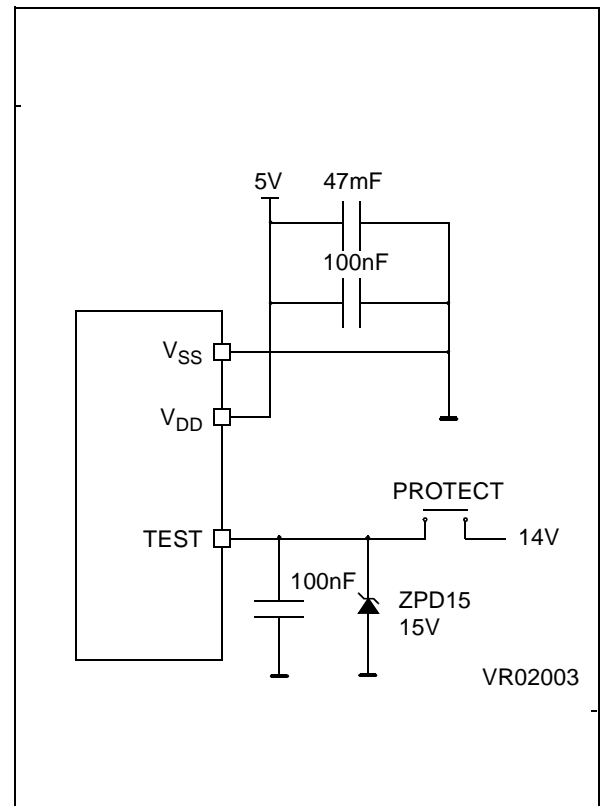 5V 47mF
100nF
VSS
VDD
PROTECT
TEST 14V
100nF ZPD15
15V
VR02003